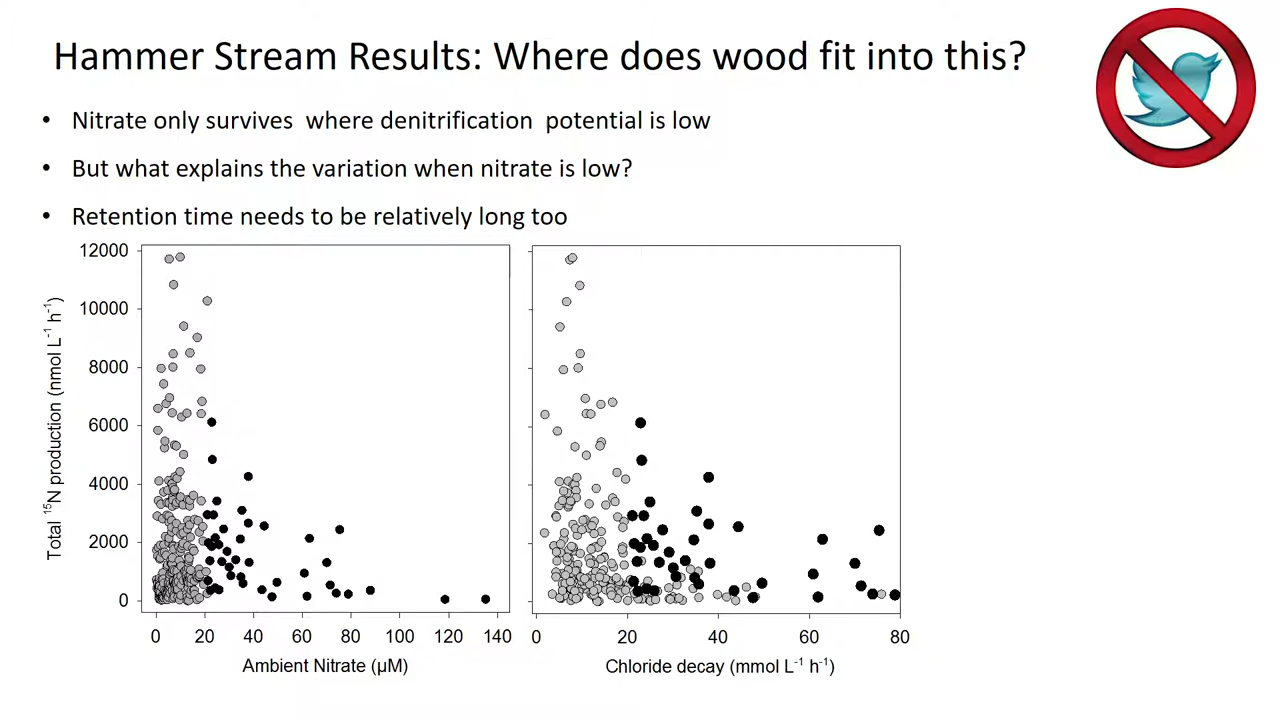 Hammer Stream Results: Where does wood fit into this?
• Nitrate only survives where denitrification potential is low
• But what explains the variation when nitrate is low?
• Retention time needs to be relatively long too
Total ¹⁵N production (nmol L⁻¹ h⁻¹)
12000
10000
8000
6000
4000
2000
0
0 20 40 60 80 100 120 140
Ambient Nitrate (µM)
0 20 40 60 80
Chloride decay (mmol L⁻¹ h⁻¹)